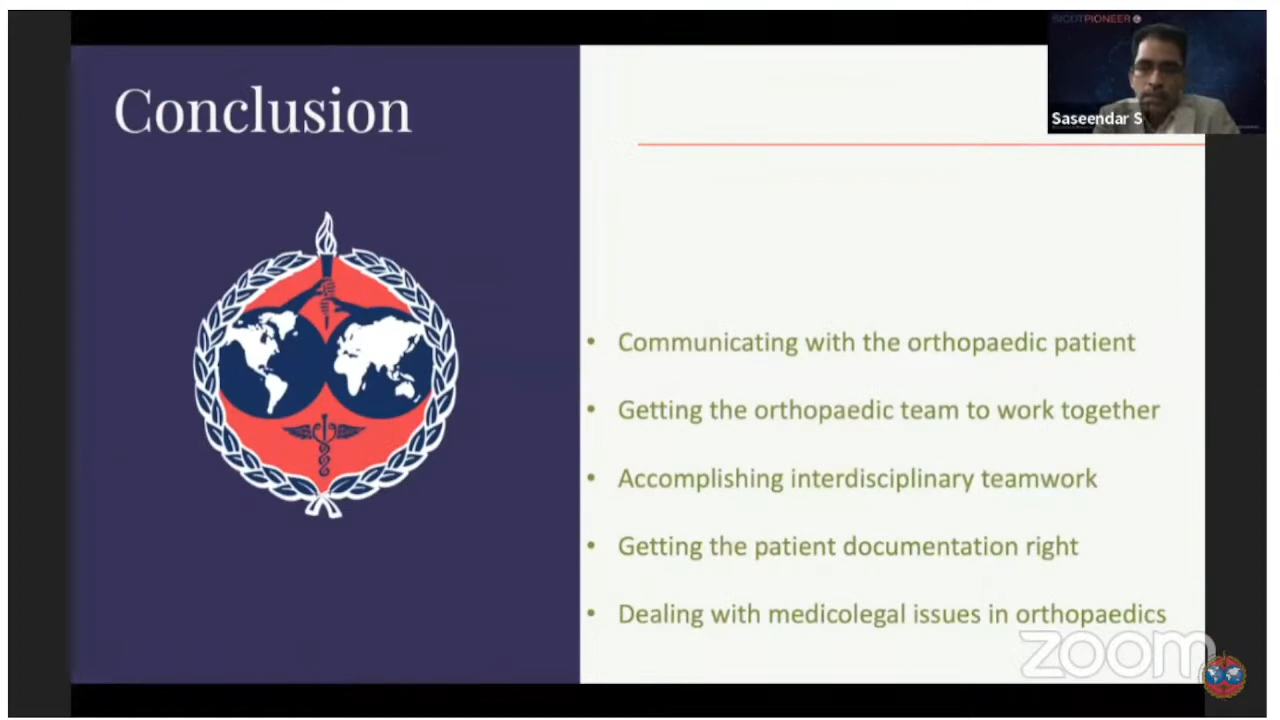 SICOTPIONEER
Saseendar S
Conclusion
• Communicating with the orthopaedic patient
• Getting the orthopaedic team to work together
• Accomplishing interdisciplinary teamwork
• Getting the patient documentation right
• Dealing with medicolegal issues in orthopaedics
zoom